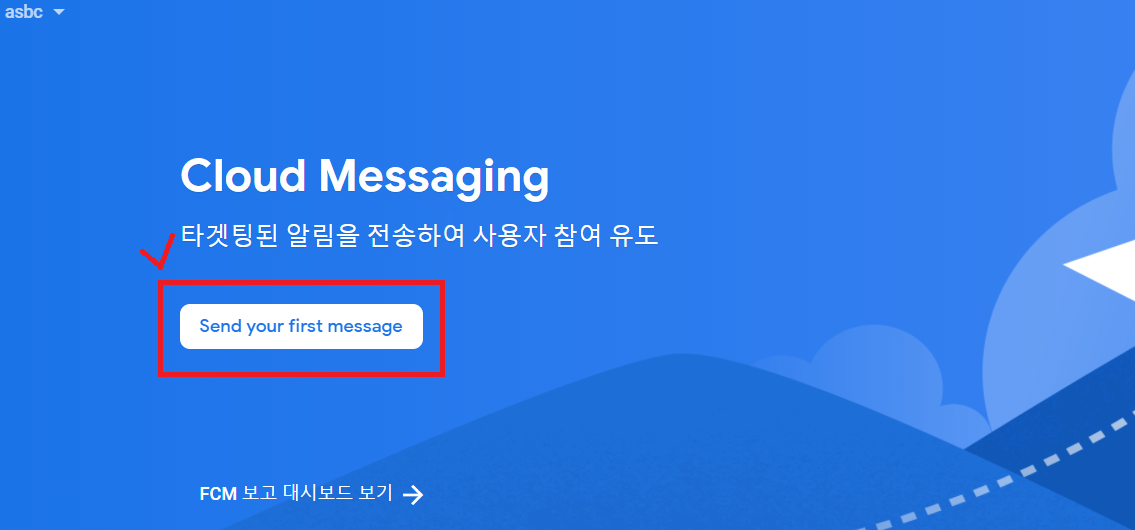 asbc
Cloud Messaging
타겟팅된 알림을 전송하여 사용자 참여 유도
Send your first message
FCM 보고 대시보드 보기